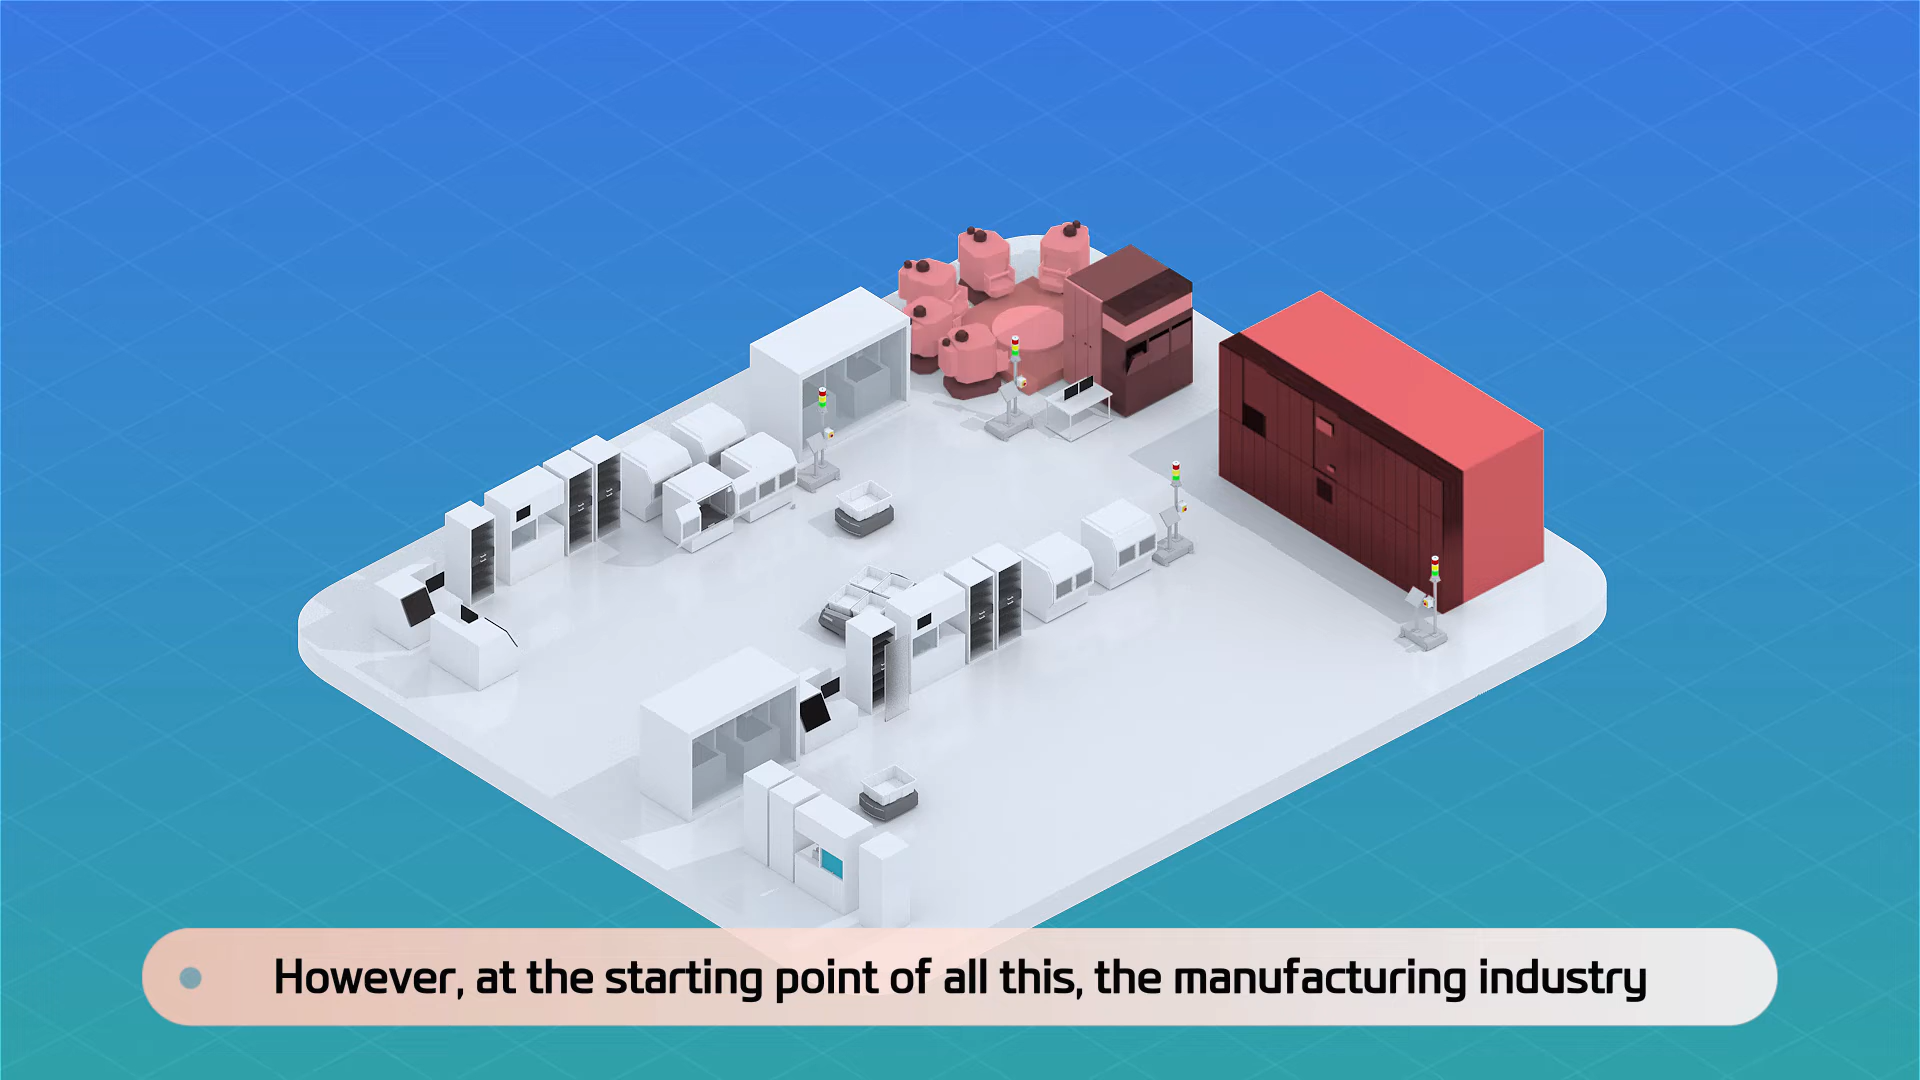 However, at the starting point of all this, the manufacturing industry